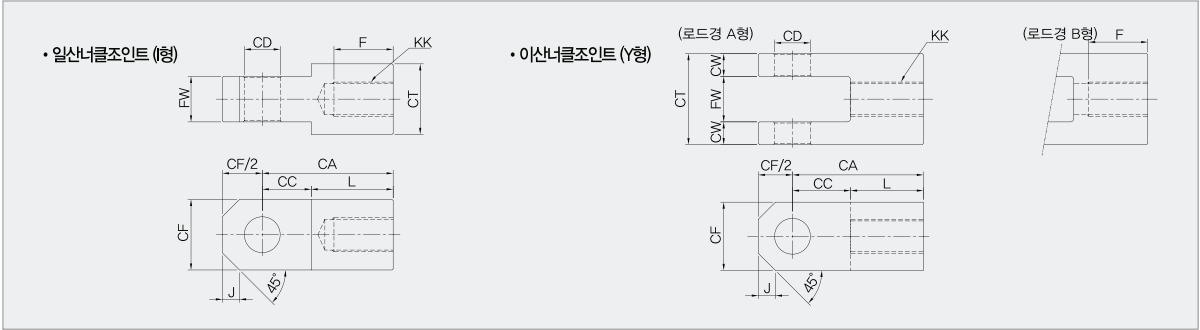 • 일산너클조인트 (I형)
CD
F
KK
FW
CT
CF/2
CA
CC
L
CF
J
45°
• 이산너클조인트 (Y형)
(로드경 A형)
CD
KK
CW
CT
FW
CW
CF/2
CA
CC
L
CF
J
45°
(로드경 B형)
F